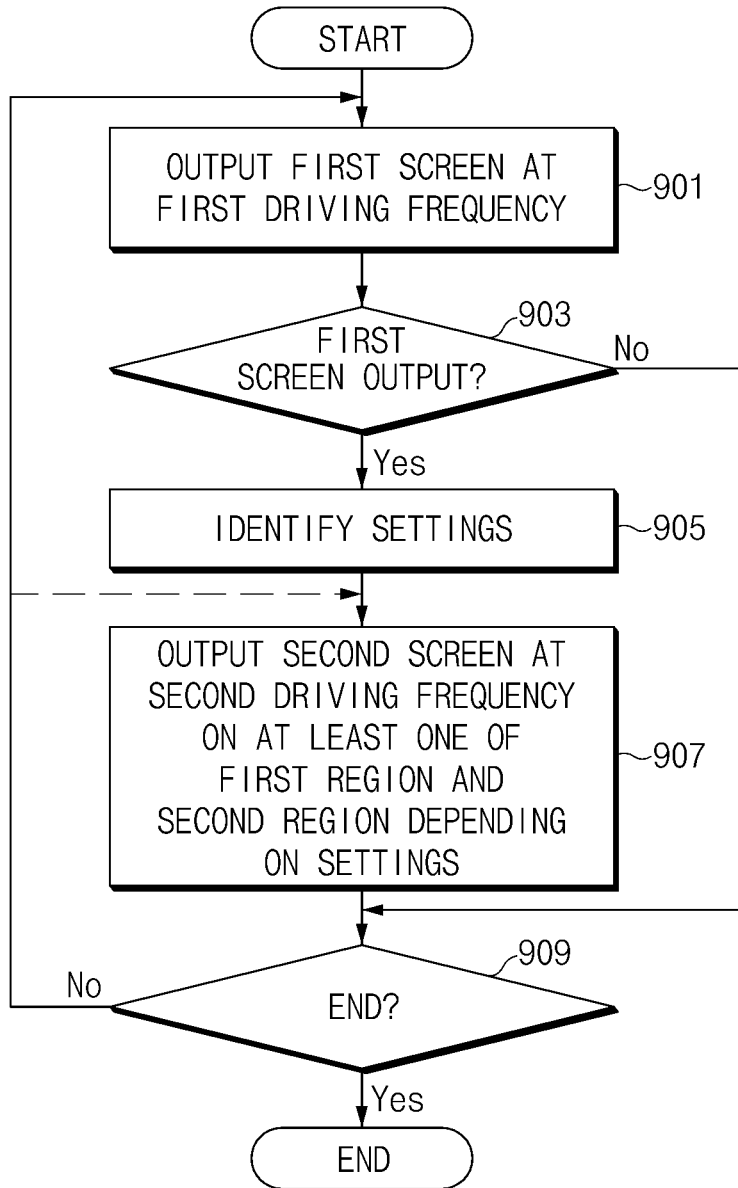 START
OUTPUT FIRST SCREEN AT
FIRST DRIVING FREQUENCY
901
903
FIRST
SCREEN OUTPUT?
No
Yes
IDENTIFY SETTINGS
905
OUTPUT SECOND SCREEN AT
SECOND DRIVING FREQUENCY
ON AT LEAST ONE OF
FIRST REGION AND
SECOND REGION DEPENDING
ON SETTINGS
907
909
No
END?
Yes
END